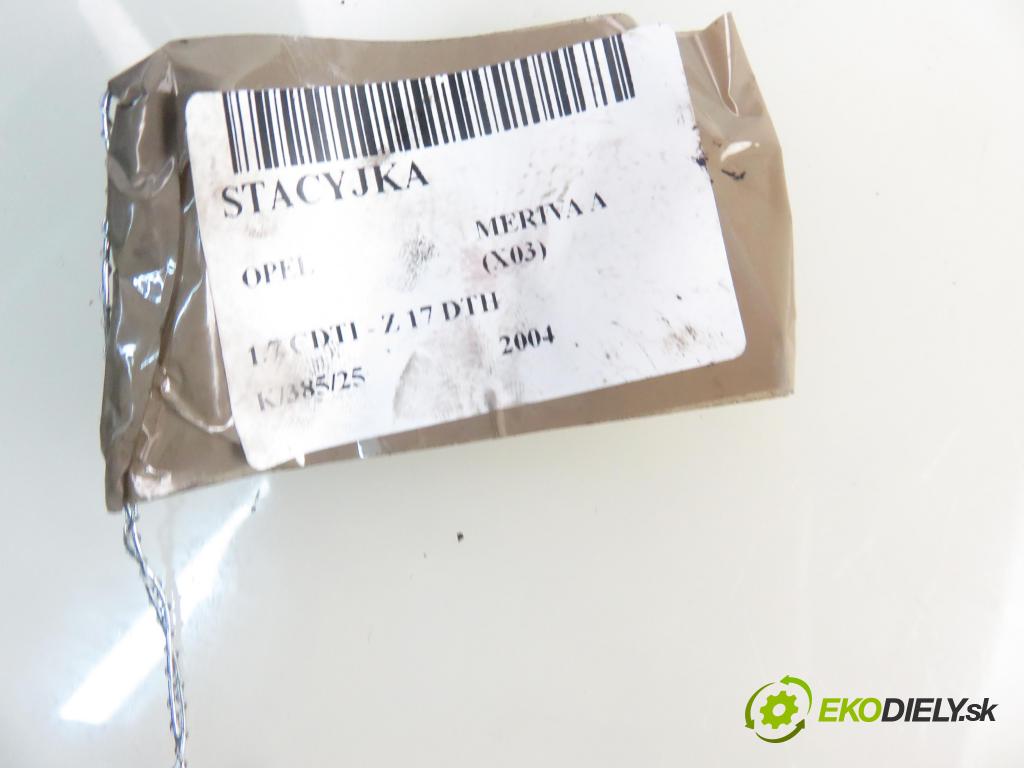 STACYJKA
OPEL MERIVA A
(X03)
1.7 CDTI - Z 17 DTH
K/385/25 2004
EKODIELY.sk